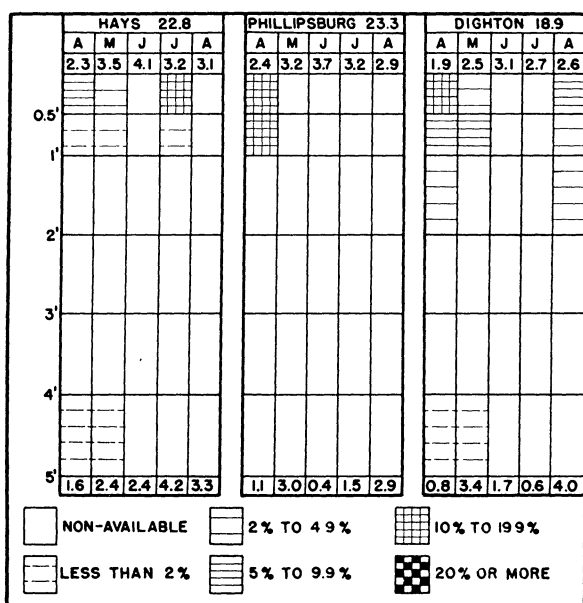 HAYS 22.8 PHILLIPSBURG 23.3 DIGHTON 18.9
A M J J A A M J J A A M J J A
2.3 3.5 4.1 3.2 3.1 2.4 3.2 3.7 3.2 2.9 1.9 2.5 3.1 2.7 2.6
0.5'
1'
2'
3'
4'
5'
1.6 2.4 2.4 4.2 3.3 1.1 3.0 0.4 1.5 2.9 0.8 3.4 1.7 0.6 4.0
NON-AVAILABLE 2% TO 49% 10% TO 199%
LESS THAN 2% 5% TO 9.9% 20% OR MORE